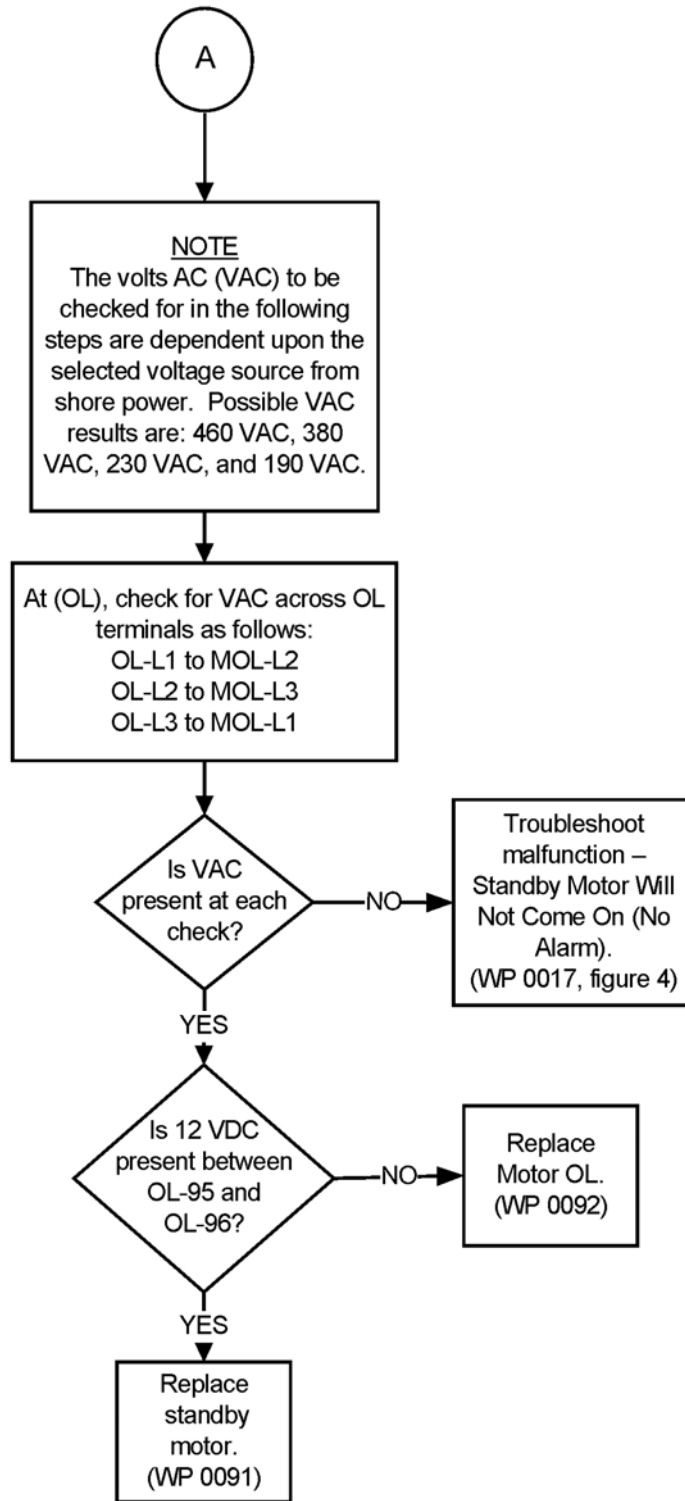 A
NOTE
The volts AC (VAC) to be
checked for in the following
steps are dependent upon the
selected voltage source from
shore power.  Possible VAC
results are: 460 VAC, 380
VAC, 230 VAC, and 190 VAC.
At (OL), check for VAC across OL
terminals as follows:
OL-L1 to MOL-L2
OL-L2 to MOL-L3
OL-L3 to MOL-L1
Is VAC
present at each
check?
NO
Troubleshoot
malfunction –
Standby Motor Will
Not Come On (No
Alarm).
(WP 0017, figure 4)
YES
Is 12 VDC
present between
OL-95 and
OL-96?
NO
Replace
Motor OL.
(WP 0092)
YES
Replace
standby
motor.
(WP 0091)